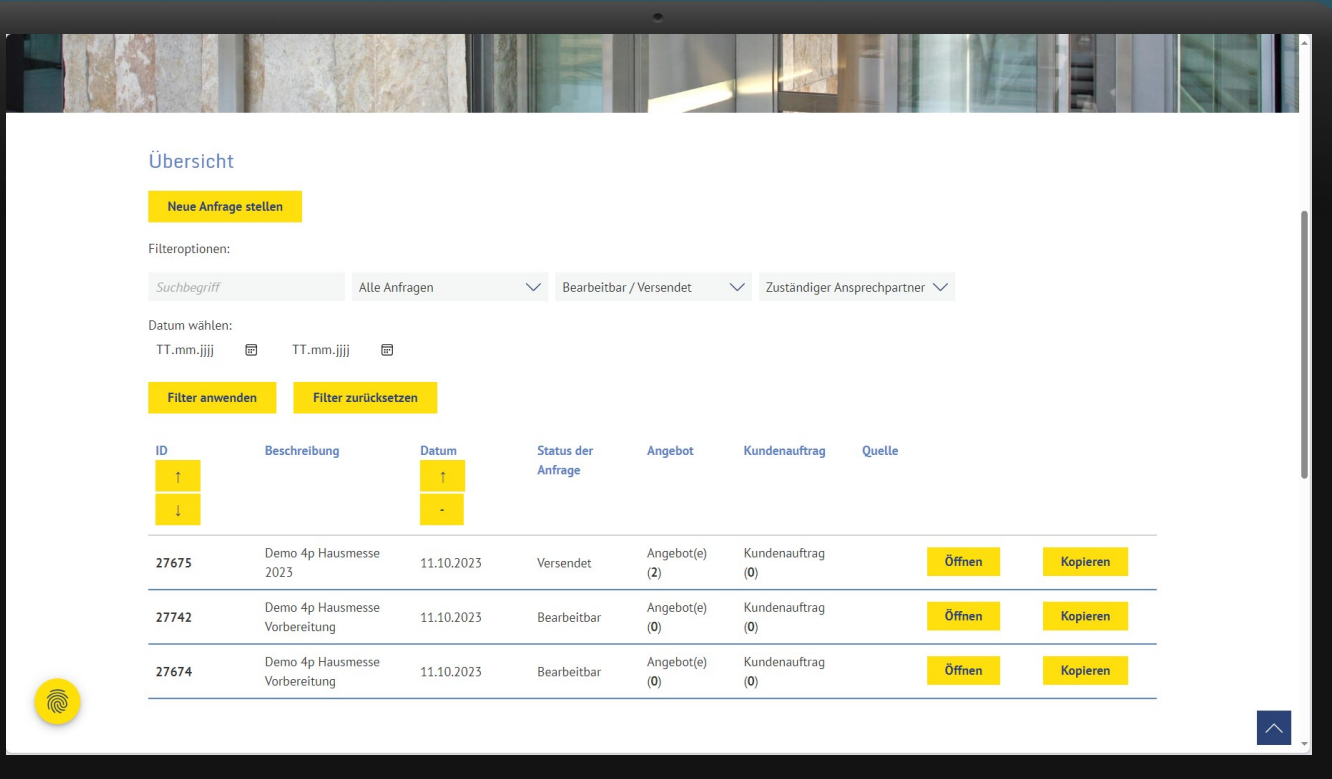 Übersicht
Neue Anfrage stellen
Filteroptionen:
Suchbegriff Alle Anfragen Bearbeitbar / Versendet Zuständiger Ansprechpartner
Datum wählen:
TT.mm.jjjj TT.mm.jjjj
Filter anwenden Filter zurücksetzen
ID Beschreibung Datum Status der Angebot Kundenauftrag Quelle
Anfrage
↑ ↑
↓ -
Demo 4p Hausmesse Angebot(e) Kundenauftrag
27675 11.10.2023 Versendet Öffnen Kopieren
2023 (2) (0)
Demo 4p Hausmesse Angebot(e) Kundenauftrag
27742 11.10.2023 Bearbeitbar Öffnen Kopieren
Vorbereitung (0) (0)
Demo 4p Hausmesse Angebot(e) Kundenauftrag
27674 11.10.2023 Bearbeitbar Öffnen Kopieren
Vorbereitung (0) (0)